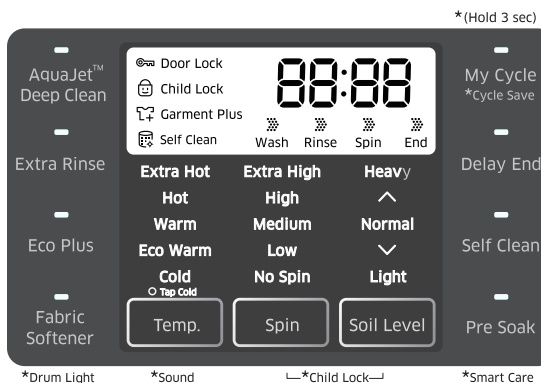 *(Hold 3 sec)
AquaJet™
Deep Clean
Door Lock
Child Lock
Garment Plus
Self Clean
88:88
Wash Rinse Spin End
My Cycle
*Cycle Save
Extra Rinse
Extra Hot Extra High Heavy
Delay End
Hot High
Warm Medium Normal
Eco Plus
Eco Warm Low
Self Clean
Cold No Spin Light
Tap Cold
Fabric
Softener
Temp. Spin Soil Level
Pre Soak
*Drum Light *Sound *Child Lock *Smart Care